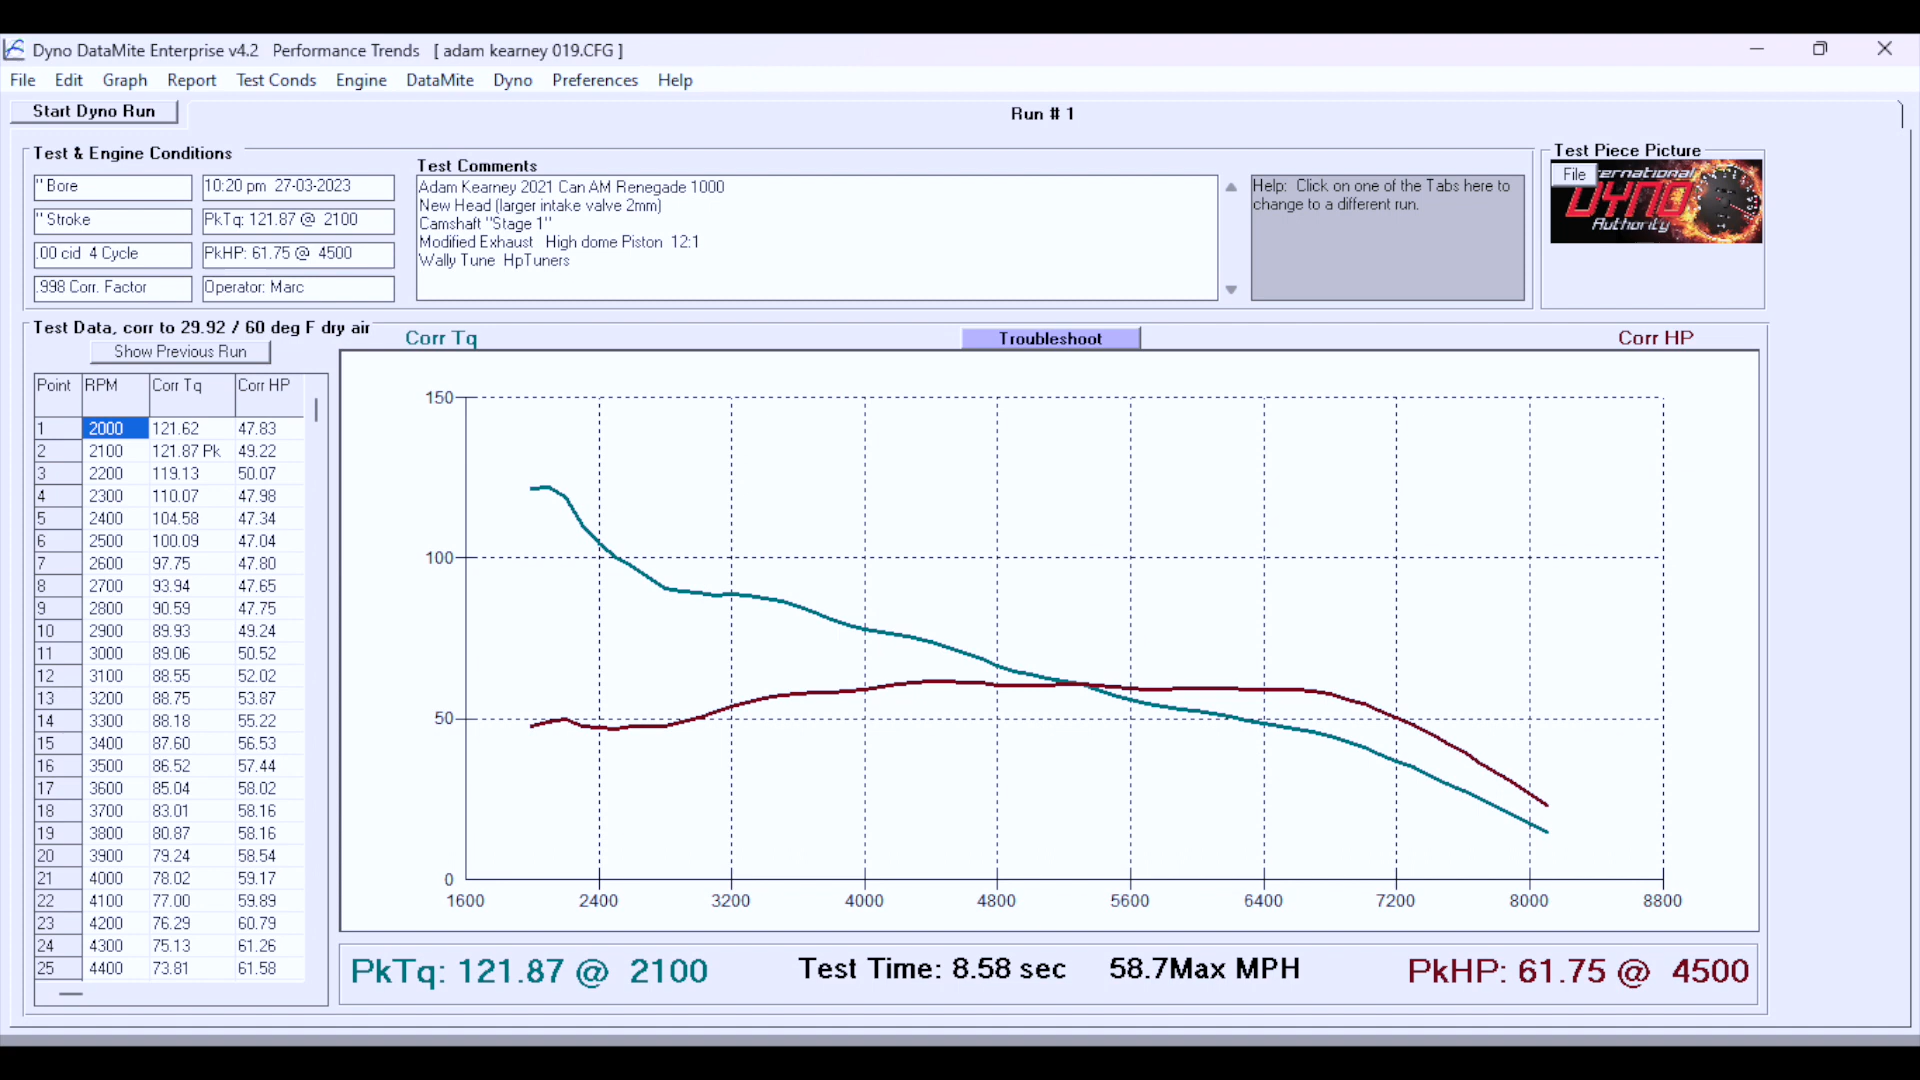 Dyno DataMite Enterprise v4.2 Performance Trends [ adam kearney 019.CFG ]
File Edit Graph Report Test Conds Engine DataMite Dyno Preferences Help
Start Dyno Run
Run # 1
Test & Engine Conditions
" Bore
10:20 pm 27-03-2023
" Stroke
PkTq: 121.87 @ 2100
.00 cid 4 Cycle
PkHP: 61.75 @ 4500
.998 Corr. Factor
Operator: Marc
Test Comments
Adam Kearney 2021 Can AM Renegade 1000
New Head (larger intake valve 2mm)
Camshaft "Stage 1"
Modified Exhaust High dome Piston 12:1
Wally Tune HpTuners
Help: Click on one of the Tabs here to
change to a different run.
Test Piece Picture
File
ernational
DYNO
Authority
Test Data, corr to 29.92 / 60 deg F dry air
Show Previous Run
Point RPM Corr Tq Corr HP
1 2000 121.62 47.83
2 2100 121.87 Pk 49.22
3 2200 119.13 50.07
4 2300 110.07 47.98
5 2400 104.58 47.34
6 2500 100.09 47.04
7 2600 97.75 47.80
8 2700 93.94 47.65
9 2800 90.59 47.75
10 2900 89.93 49.24
11 3000 89.06 50.52
12 3100 88.55 52.02
13 3200 88.75 53.87
14 3300 88.18 55.22
15 3400 87.60 56.53
16 3500 86.52 57.44
17 3600 85.04 58.02
18 3700 83.01 58.16
19 3800 80.87 58.16
20 3900 79.24 58.54
21 4000 78.02 59.17
22 4100 77.00 59.89
23 4200 76.29 60.79
24 4300 75.13 61.26
25 4400 73.81 61.58
Corr Tq
Troubleshoot
Corr HP
150
100
50
0
1600 2400 3200 4000 4800 5600 6400 7200 8000 8800
PkTq: 121.87 @ 2100
Test Time: 8.58 sec 58.7Max MPH
PkHP: 61.75 @ 4500